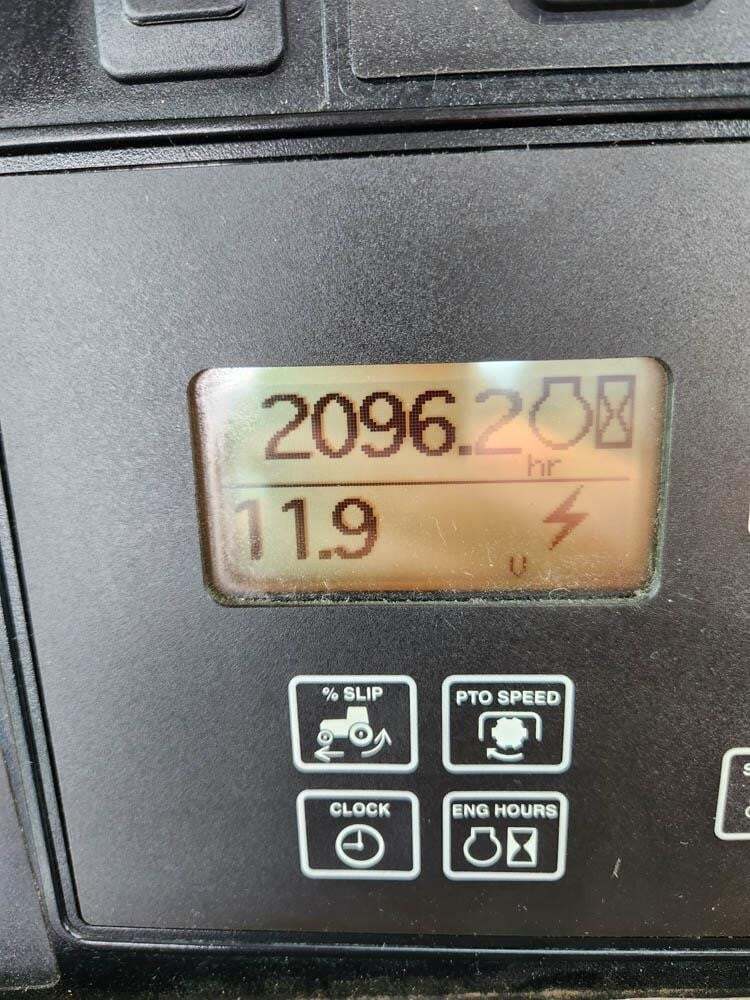 2096.2
hr
11.9
V
% SLIP
PTO SPEED
CLOCK
ENG HOURS